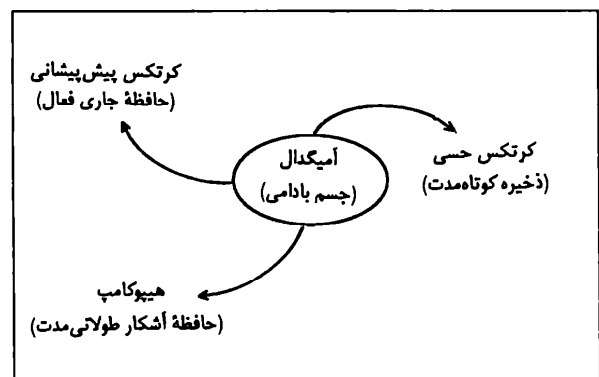 کرتکس پیش‌پیشانی
(حافظهٔ جاری فعال)
کرتکس حسی
(ذخیره کوتاه‌مدت)
آمیگدال
(جسم بادامی)
هیپوکامپ
(حافظهٔ آشکار طولانی‌مدت)